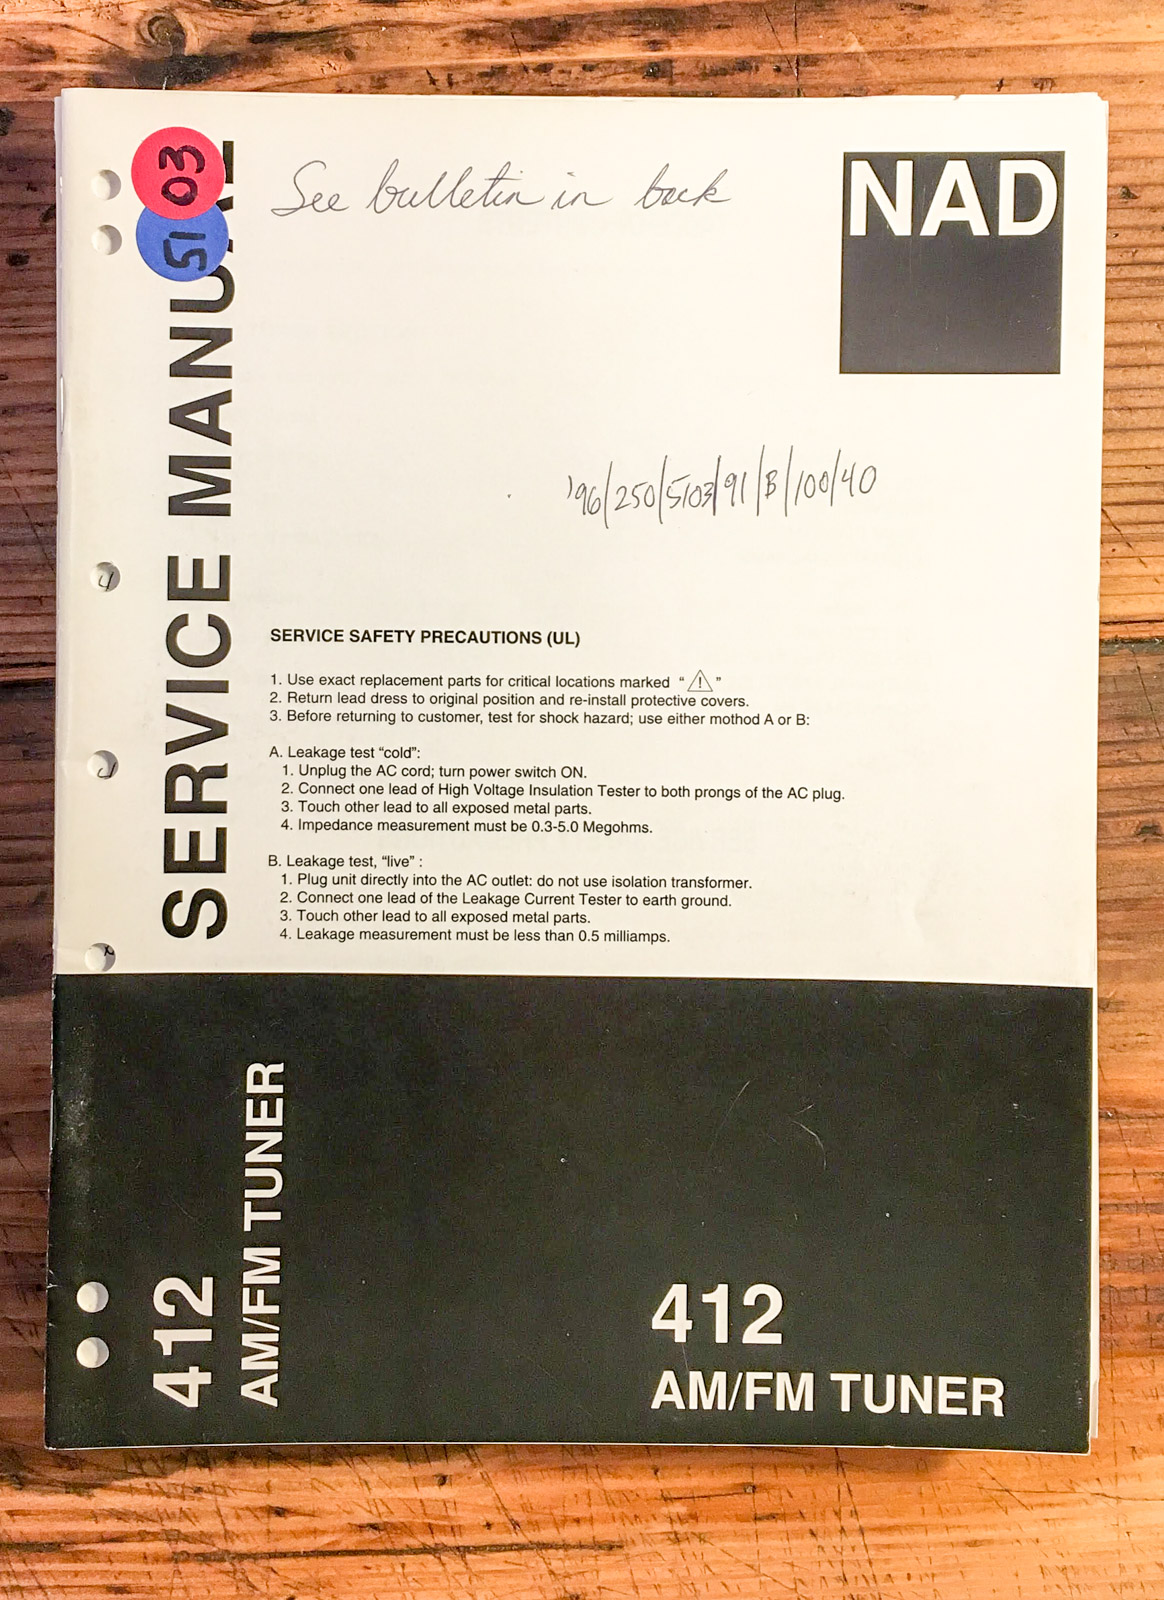 03
51
SERVICE MANUAL
See bulletin in back
NAD
'96/250/5103/91/B/100/40
SERVICE SAFETY PRECAUTIONS (UL)
1. Use exact replacement parts for critical locations marked “⚠”
2. Return lead dress to original position and re-install protective covers.
3. Before returning to customer, test for shock hazard; use either mothod A or B:
A. Leakage test “cold”:
1. Unplug the AC cord; turn power switch ON.
2. Connect one lead of High Voltage Insulation Tester to both prongs of the AC plug.
3. Touch other lead to all exposed metal parts.
4. Impedance measurement must be 0.3-5.0 Megohms.
B. Leakage test, “live” :
1. Plug unit directly into the AC outlet: do not use isolation transformer.
2. Connect one lead of the Leakage Current Tester to earth ground.
3. Touch other lead to all exposed metal parts.
4. Leakage measurement must be less than 0.5 milliamps.
412
AM/FM TUNER
412
AM/FM TUNER